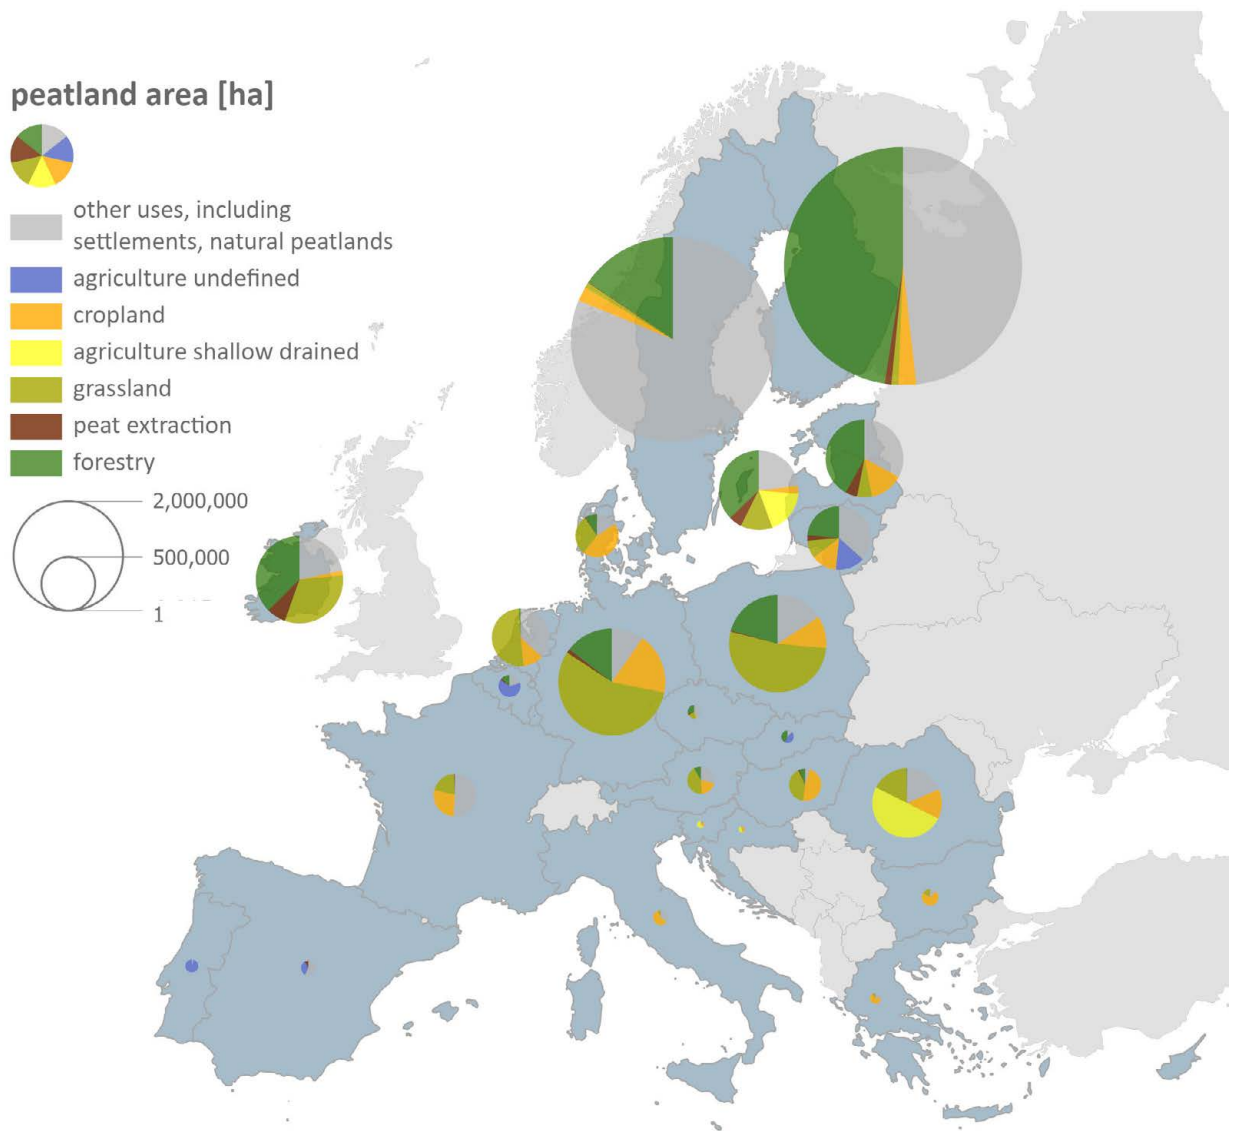 peatland area [ha]
other uses, including
settlements, natural peatlands
agriculture undefined
cropland
agriculture shallow drained
grassland
peat extraction
forestry
2,000,000
500,000
1